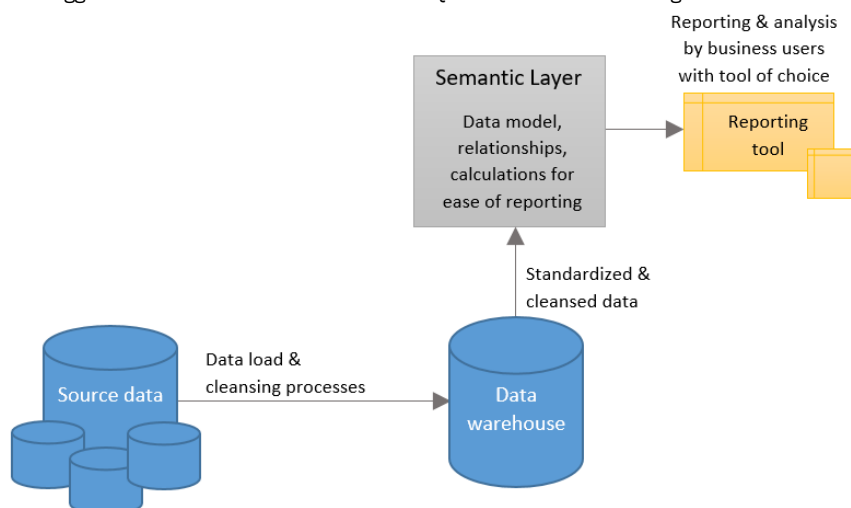 Reporting & analysis
by business users
with tool of choice
Semantic Layer
Data model,
relationships,
calculations for
ease of reporting
Reporting
tool
Standardized &
cleansed data
Data load &
cleansing processes
Source data
Data
warehouse